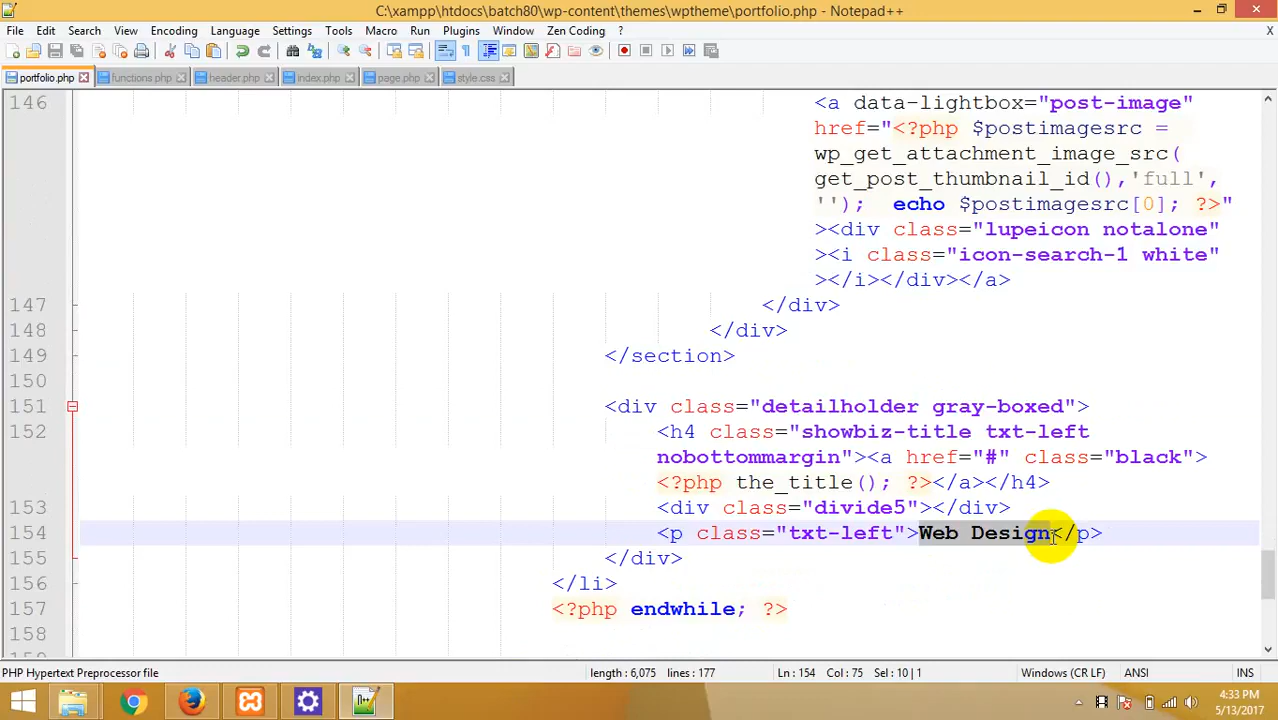 C:\xampp\htdocs\batch80\wp-content\themes\wptheme\portfolio.php - Notepad++
File Edit Search View Encoding Language Settings Tools Macro Run Plugins Window Zen Coding ? X
portfolio.php functions.php header.php index.php page.php style.css
146 <a data-lightbox="post-image"
href="<?php $postimagesrc =
wp_get_attachment_image_src(
get_post_thumbnail_id(),'full',
''); echo $postimagesrc[0]; ?>"
><div class="lupeicon notalone"
><i class="icon-search-1 white"
></i></div></a>
147 </div>
148 </div>
149 </section>
150
151 <div class="detailholder gray-boxed">
152 <h4 class="showbiz-title txt-left
nobottommargin"><a href="#" class="black">
<?php the_title(); ?></a></h4>
153 <div class="divide5"></div>
154 <p class="txt-left">Web Design</p>
155 </div>
156 </li>
157 <?php endwhile; ?>
158
PHP Hypertext Preprocessor file length : 6,075 lines : 177 Ln : 154 Col : 75 Sel : 10 | 1 Windows (CR LF) ANSI INS
4:33 PM
5/13/2017